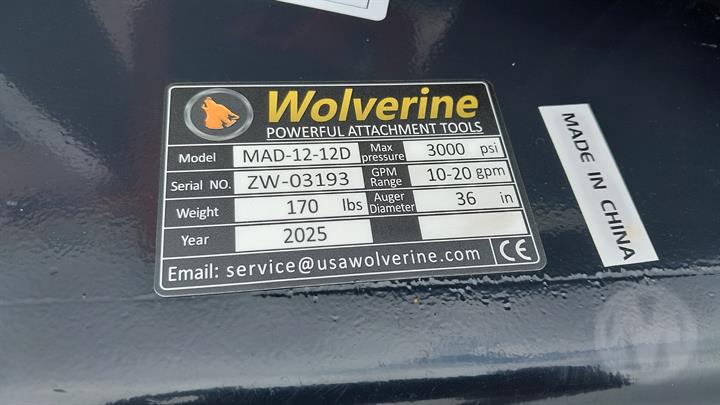 Wolverine
POWERFUL ATTACHMENT TOOLS
Model MAD-12-12D Max pressure 3000 psi
Serial NO. ZW-03193 GPM Range 10-20 gpm
Weight 170 lbs Auger Diameter 36 in
Year 2025
Email: service@usawolverine.com CE
MADE IN CHINA
M